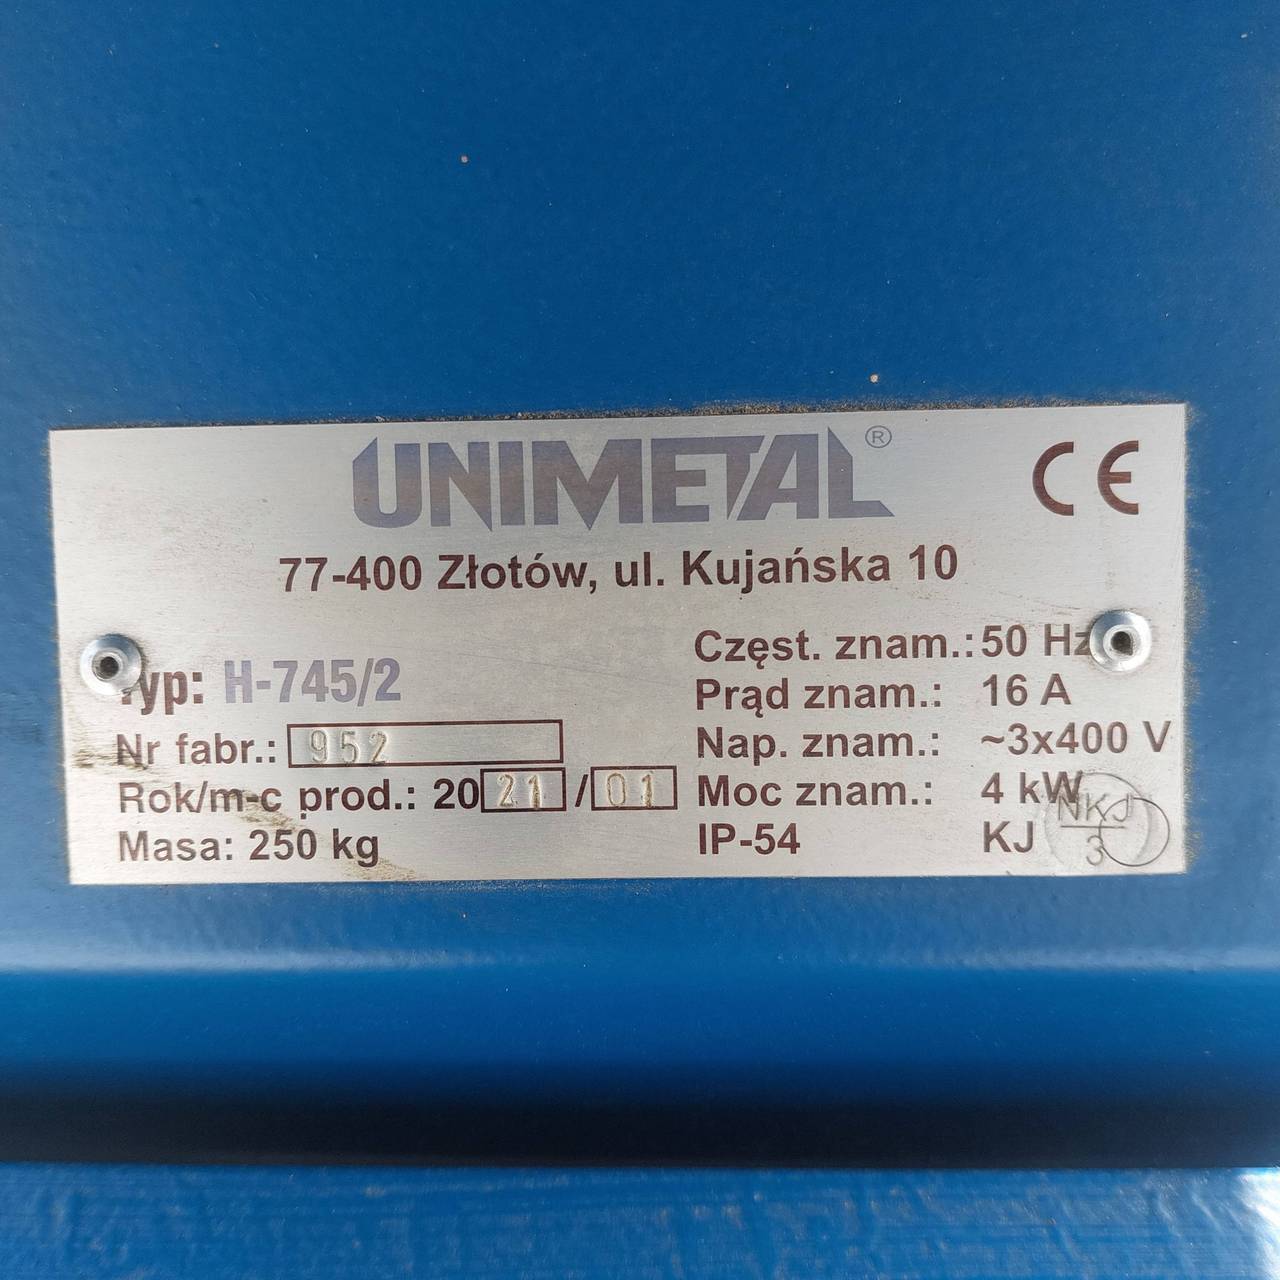 UNIMETAL®
CE
77-400 Złotów, ul. Kujańska 10
Typ: H-745/2
Nr fabr.: 952
Rok/m-c prod.: 2021/01
Masa: 250 kg
Częst. znam.: 50 Hz
Prąd znam.: 16 A
Nap. znam.: ~3x400 V
Moc znam.: 4 kW
IP-54 KJ
NKJ
3